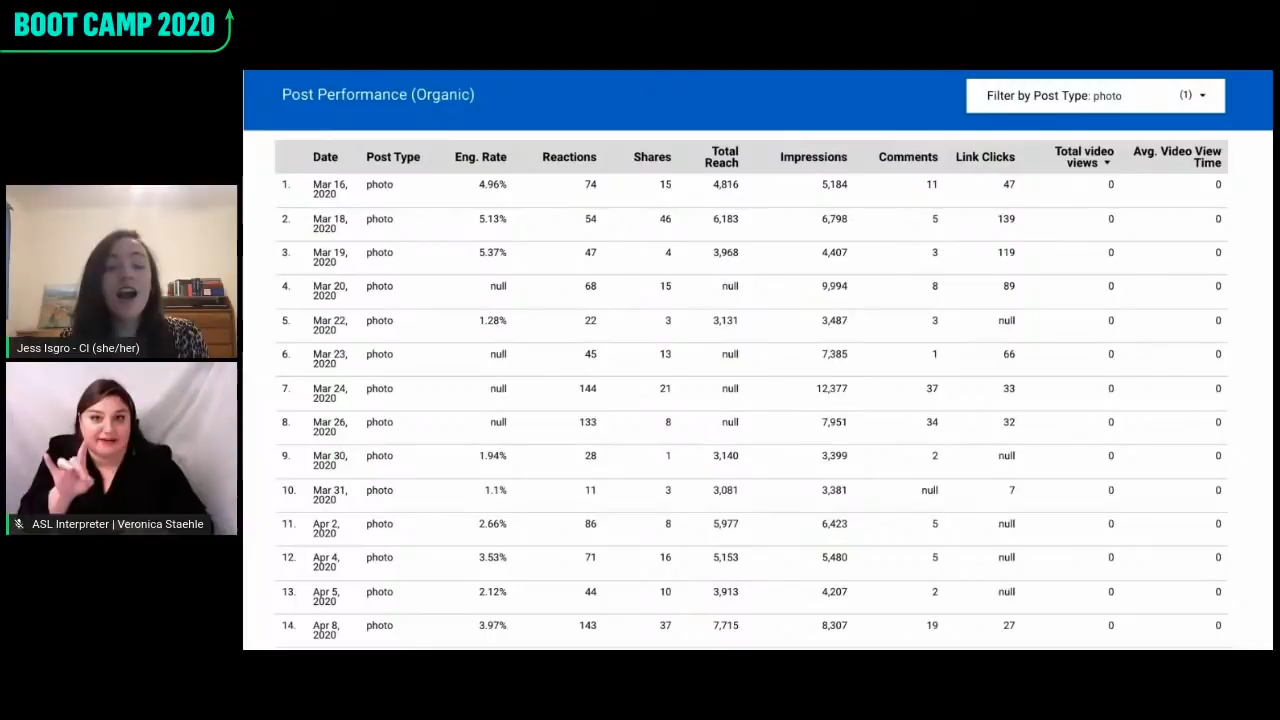 BOOT CAMP 2020
Post Performance (Organic)
Filter by Post Type: photo (1)
Date Post Type Eng. Rate Reactions Shares Total Reach Impressions Comments Link Clicks Total video views Avg. Video View Time
1. Mar 16, 2020 photo 4.96% 74 15 4,816 5,184 11 47 0 0
2. Mar 18, 2020 photo 5.13% 54 46 6,183 6,798 5 139 0 0
3. Mar 19, 2020 photo 5.37% 47 4 3,968 4,407 3 119 0 0
4. Mar 20, 2020 photo null 68 15 null 9,994 8 89 0 0
5. Mar 22, 2020 photo 1.28% 22 3 3,131 3,487 3 null 0 0
6. Mar 23, 2020 photo null 45 13 null 7,385 1 66 0 0
7. Mar 24, 2020 photo null 144 21 null 12,377 37 33 0 0
8. Mar 26, 2020 photo null 133 8 null 7,951 34 32 0 0
9. Mar 30, 2020 photo 1.94% 28 1 3,140 3,399 2 null 0 0
10. Mar 31, 2020 photo 1.1% 11 3 3,081 3,381 null 7 0 0
11. Apr 2, 2020 photo 2.66% 86 8 5,977 6,423 5 null 0 0
12. Apr 4, 2020 photo 3.53% 71 16 5,153 5,480 5 null 0 0
13. Apr 5, 2020 photo 2.12% 44 10 3,913 4,207 2 null 0 0
14. Apr 8, 2020 photo 3.97% 143 37 7,715 8,307 19 27 0 0
Jess Isgro - CI (she/her)
ASL Interpreter | Veronica Staehle